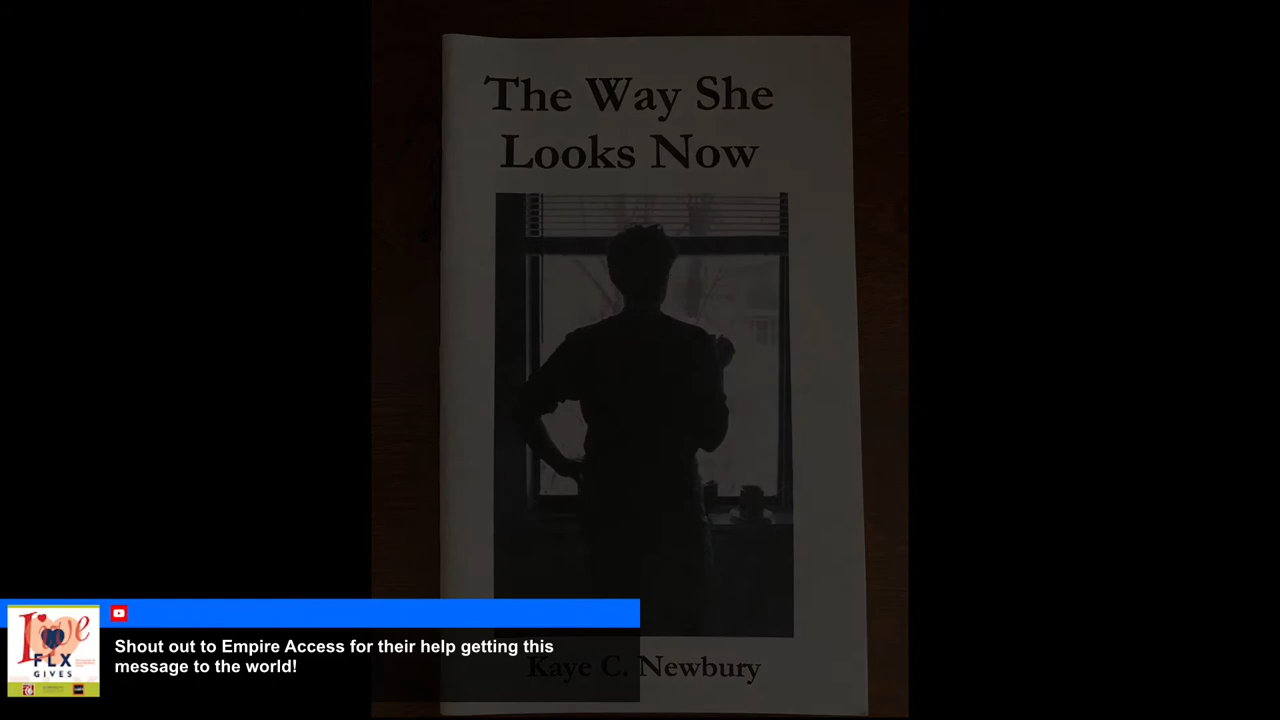 The Way She
Looks Now
Kaye C. Newbury
Shout out to Empire Access for their help getting this
message to the world!
FLX
GIVES